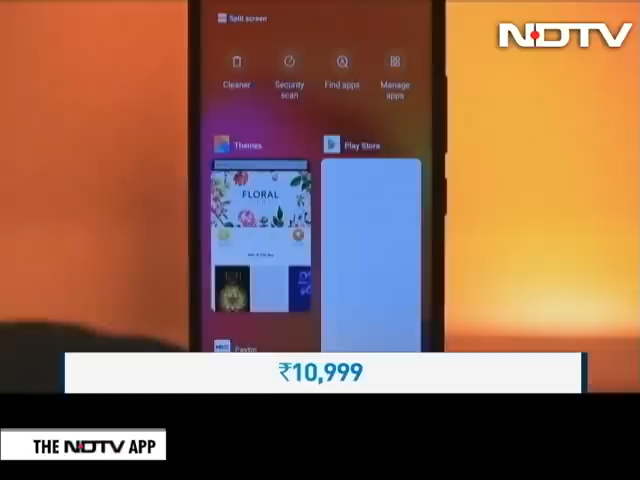 Split screen
NDTV
Cleaner
Security scan
Find apps
Manage apps
Themes
Play Store
FLORAL
Paytm
₹10,999
THE NDTV APP